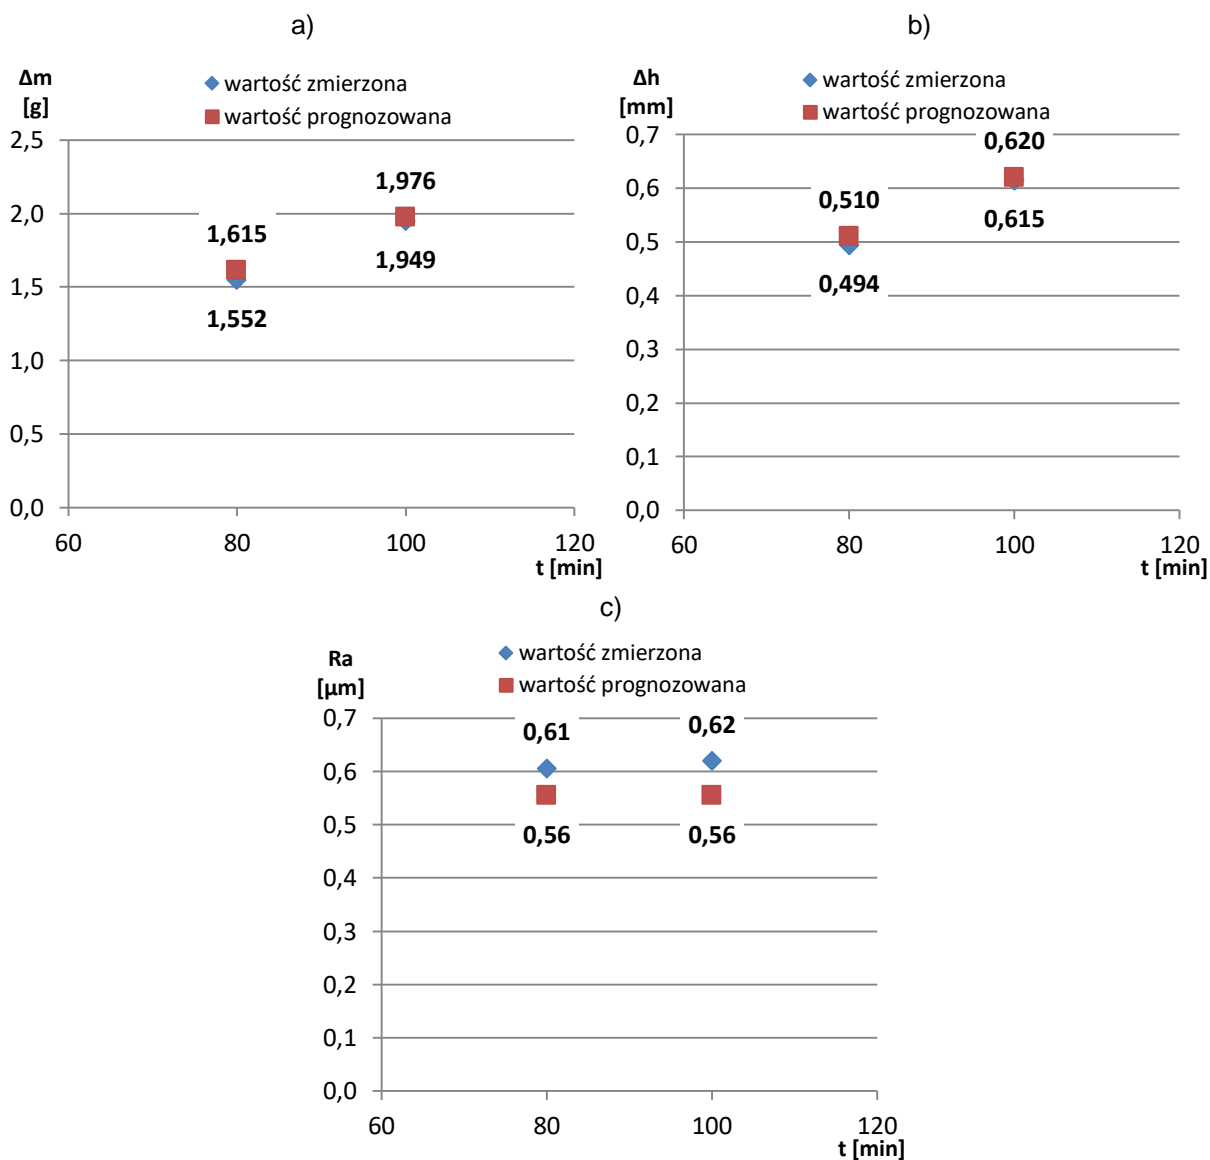 a)
Δm
[g]
wartość zmierzona
wartość prognozowana
2,5
2,0
1,5
1,0
0,5
0,0
1,615
1,552
1,976
1,949
60
80
100
120
t [min]
b)
Δh
[mm]
wartość zmierzona
wartość prognozowana
0,7
0,6
0,5
0,4
0,3
0,2
0,1
0,0
0,510
0,494
0,620
0,615
60
80
100
120
t [min]
c)
Ra
[µm]
wartość zmierzona
wartość prognozowana
0,7
0,6
0,5
0,4
0,3
0,2
0,1
0,0
0,61
0,56
0,62
0,56
60
80
100
120
t [min]